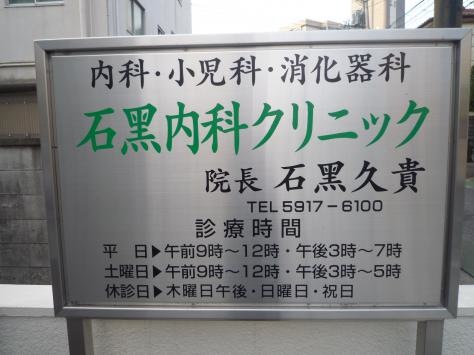 内科・小児科・消化器科
石黒内科クリニック
院長 石黒久貴
TEL 5917-6100
診療時間
平 日▶午前9時〜12時・午後3時〜7時
土曜日▶午前9時〜12時・午後3時〜5時
休診日▶木曜日午後・日曜日・祝日